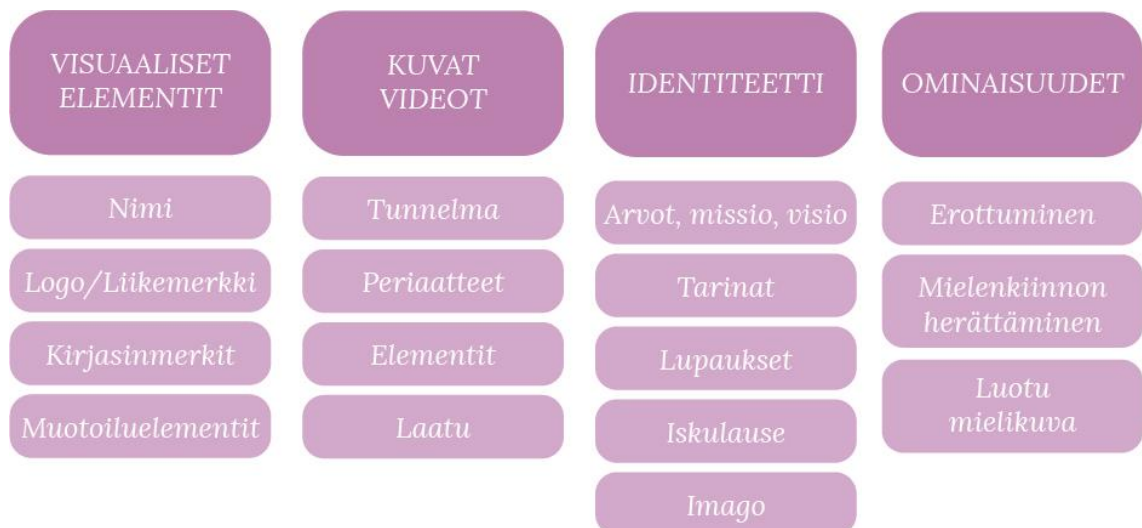 VISUAALISET
ELEMENTIT
Nimi
Logo/Liikemerkki
Kirjasinmerkit
Muotoiluelementit
KUVAT
VIDEOT
Tunnelma
Periaatteet
Elementit
Laatu
IDENTITEETTI
Arvot, missio, visio
Tarinat
Lupaukset
Iskulause
Imago
OMINAISUUDET
Erottuminen
Mielenkiinnon
herättäminen
Luotu
mielikuva